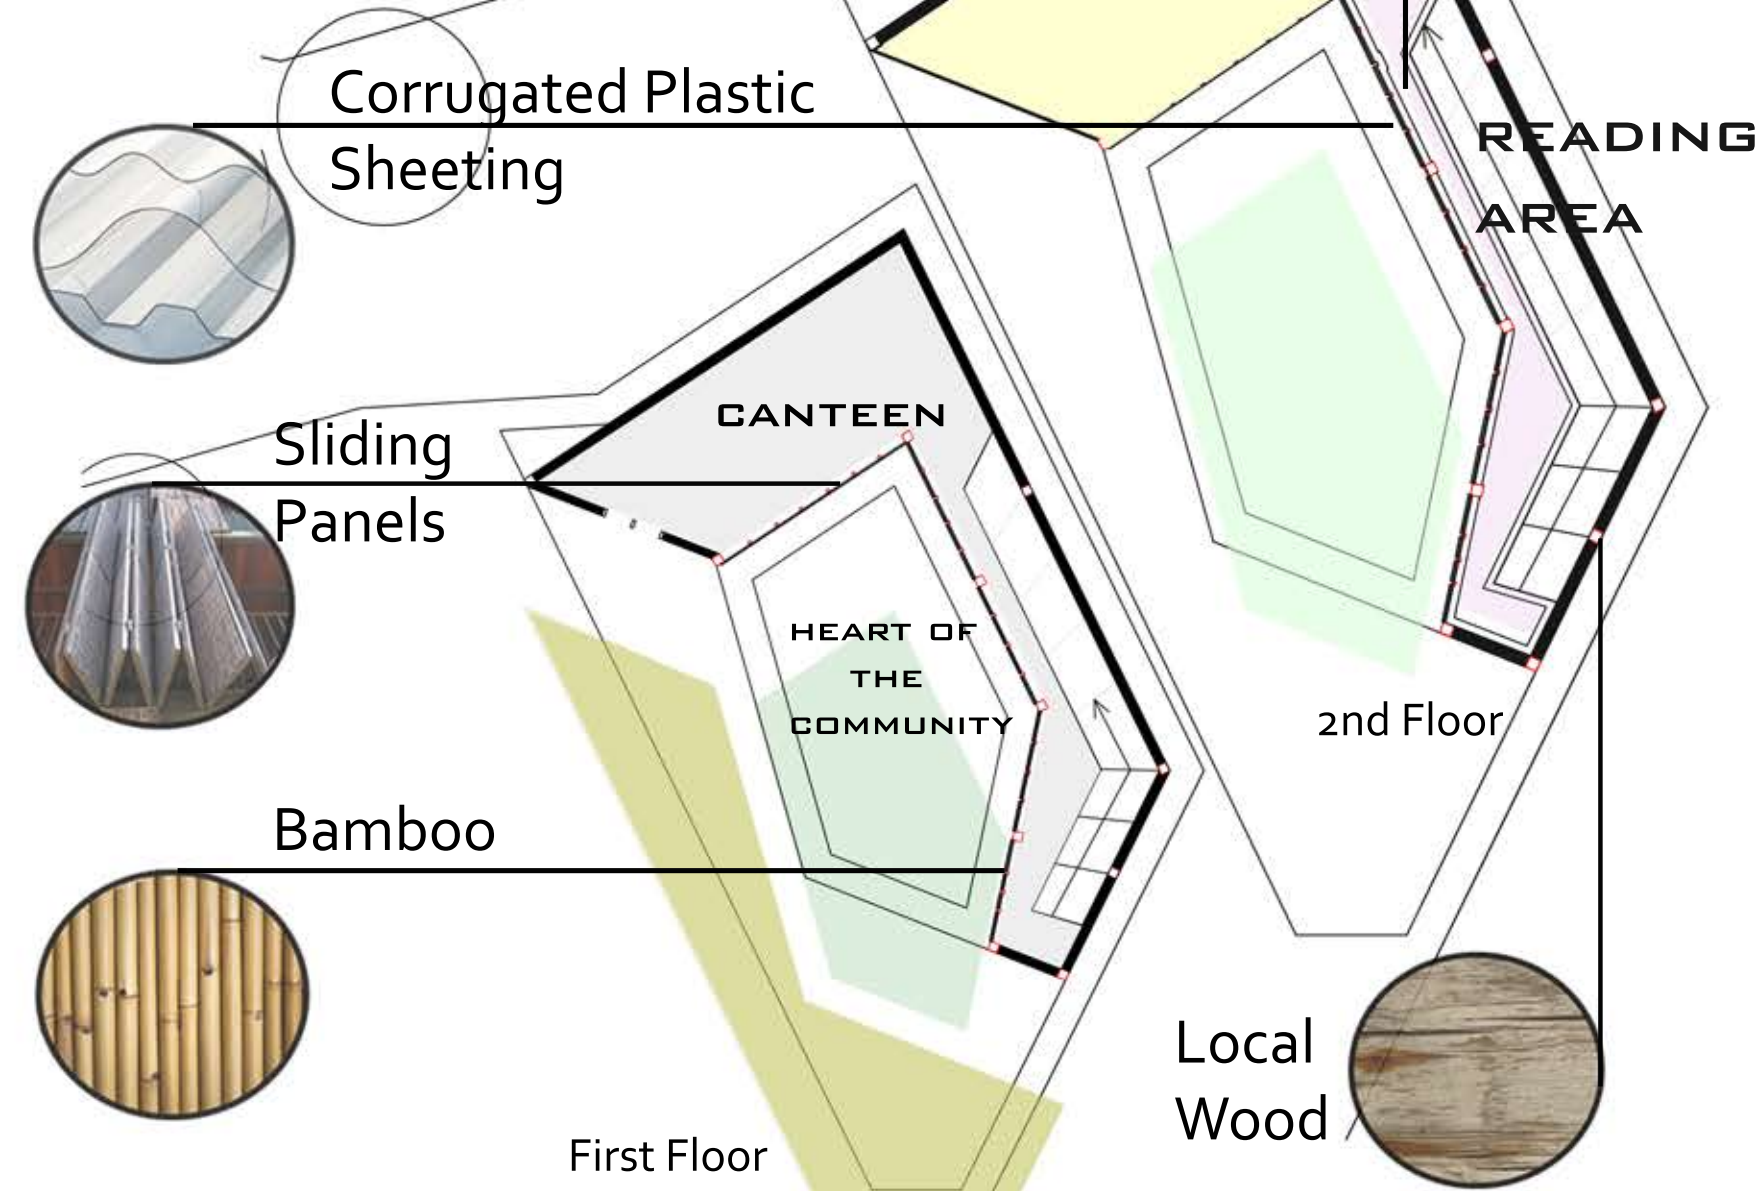 Corrugated Plastic
Sheeting
READING
AREA
CANTEEN
Sliding
Panels
HEART OF
THE
COMMUNITY
2nd Floor
Bamboo
Local
Wood
First Floor